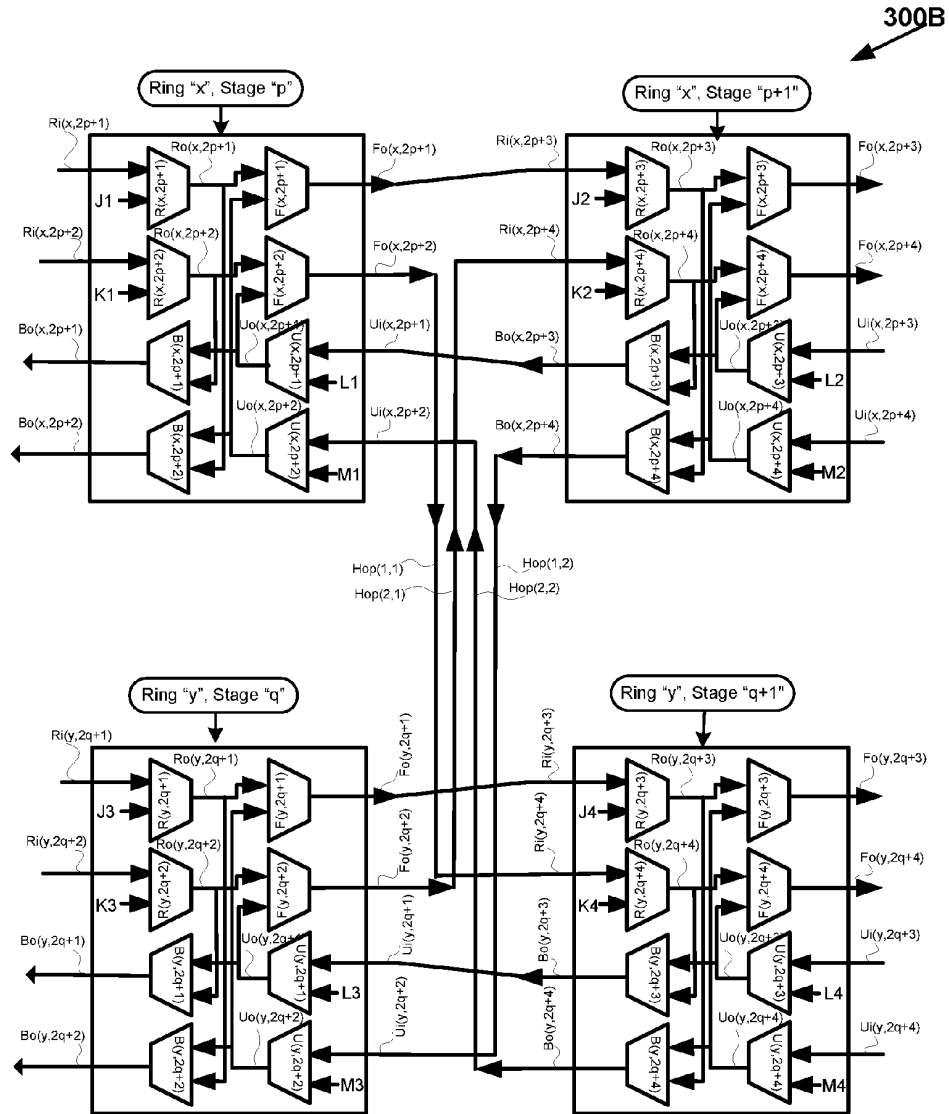 300B
Ring “x”, Stage “p”
Ring “x”, Stage “p+1”
Ri(x,2p+1)
Ro(x,2p+1)
Fo(x,2p+1)
Ri(x,2p+3)
Ro(x,2p+3)
Fo(x,2p+3)
R(x,2p+1)
F(x,2p+1)
R(x,2p+3)
F(x,2p+3)
J1
J2
Ri(x,2p+2)
Ro(x,2p+2)
Fo(x,2p+2)
Ri(x,2p+4)
Ro(x,2p+4)
Fo(x,2p+4)
R(x,2p+2)
F(x,2p+2)
R(x,2p+4)
F(x,2p+4)
K1
K2
Bo(x,2p+1)
Uo(x,2p+1)
Ui(x,2p+1)
Bo(x,2p+3)
Uo(x,2p+3)
Ui(x,2p+3)
B(x,2p+1)
U(x,2p+1)
B(x,2p+3)
U(x,2p+3)
L1
L2
Bo(x,2p+2)
Uo(x,2p+2)
Ui(x,2p+2)
Bo(x,2p+4)
Uo(x,2p+4)
Ui(x,2p+4)
B(x,2p+2)
U(x,2p+2)
B(x,2p+4)
U(x,2p+4)
M1
M2
Hop(1,1)
Hop(1,2)
Hop(2,1)
Hop(2,2)
Ring “y”, Stage “q”
Ring “y”, Stage “q+1”
Ri(y,2q+1)
Ro(y,2q+1)
Fo(y,2q+1)
Ri(y,2q+3)
Ro(y,2q+3)
Fo(y,2q+3)
R(y,2q+1)
F(y,2q+1)
R(y,2q+3)
F(y,2q+3)
J3
J4
Ri(y,2q+2)
Ro(y,2q+2)
Fo(y,2q+2)
Ri(y,2q+4)
Ro(y,2q+4)
Fo(y,2q+4)
R(y,2q+2)
F(y,2q+2)
R(y,2q+4)
F(y,2q+4)
K3
K4
Bo(y,2q+1)
Ui(y,2q+1)
Bo(y,2q+3)
Ui(y,2q+3)
B(y,2q+1)
U(y,2q+1)
B(y,2q+3)
U(y,2q+3)
L3
L4
Bo(y,2q+2)
Uo(y,2q+2)
Ui(y,2q+2)
Bo(y,2q+4)
Uo(y,2q+4)
Ui(y,2q+4)
B(y,2q+2)
U(y,2q+2)
B(y,2q+4)
U(y,2q+4)
M3
M4